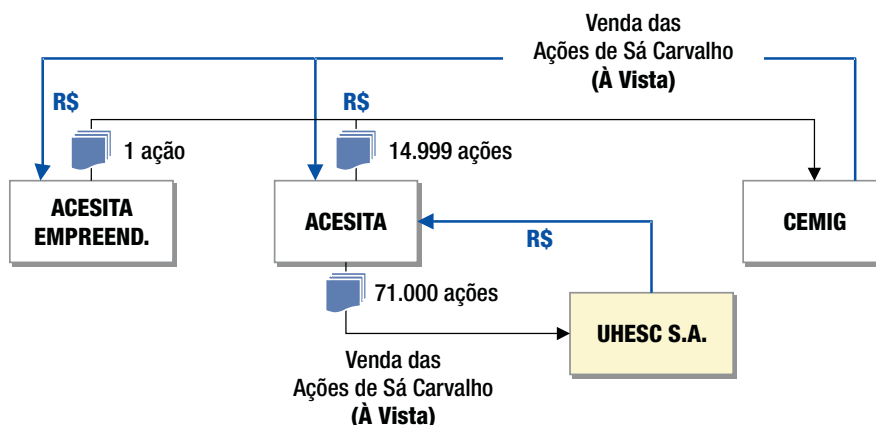 Venda das
Ações de Sá Carvalho
(À Vista)
R$
R$
1 ação
14.999 ações
ACESITA
EMPREEND.
ACESITA
CEMIG
R$
71.000 ações
UHESC S.A.
Venda das
Ações de Sá Carvalho
(À Vista)